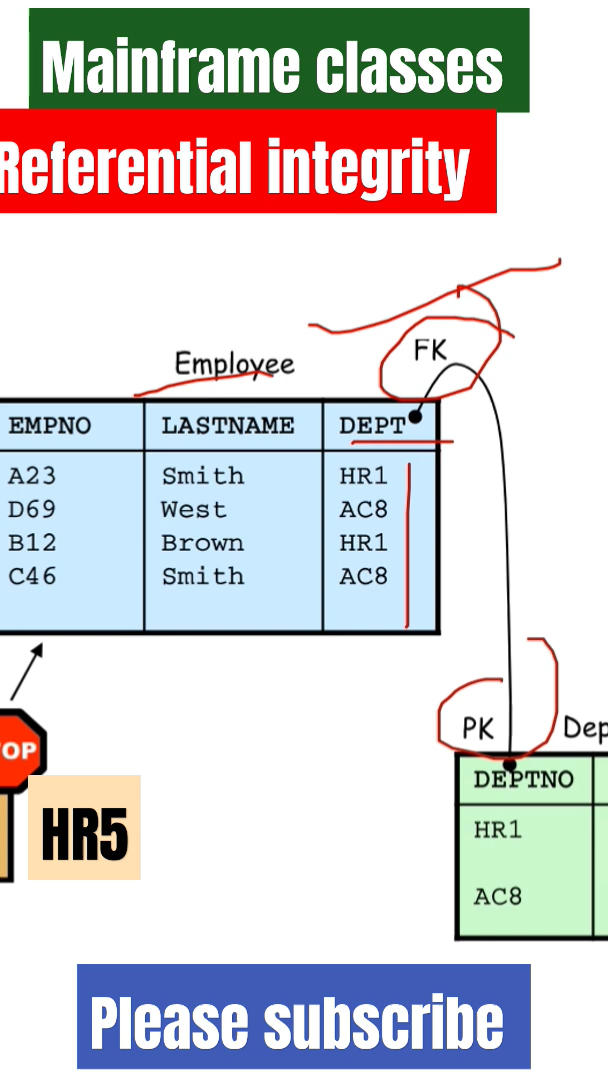 Mainframe classes
Referential integrity
FK
Employee
EMPNO LASTNAME DEPT
A23 Smith HR1
D69 West AC8
B12 Brown HR1
C46 Smith AC8
PK Dep
OP
DEPTNO
HR1
HR5
AC8
Please subscribe